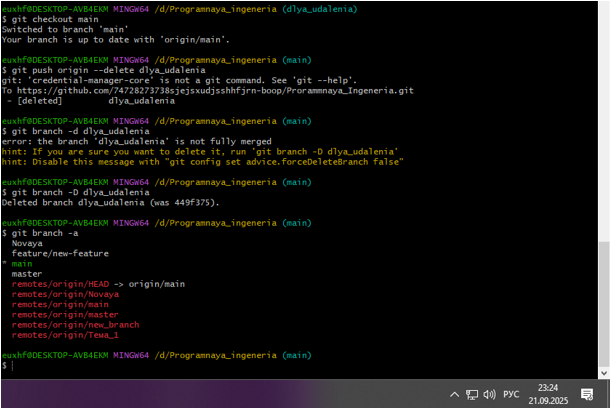 euxhf@DESKTOP-AVB4EKM MINGW64 /d/Programnaya_ingeneria (dlya_udalenia)
$ git checkout main
Switched to branch 'main'
Your branch is up to date with 'origin/main'.
euxhf@DESKTOP-AVB4EKM MINGW64 /d/Programnaya_ingeneria (main)
$ git push origin --delete dlya_udalenia
git: 'credential-manager-core' is not a git command. See 'git --help'.
To https://github.com/74728273738sjejsxudjsshhfjrn-boop/Prorammnaya_Ingeneria.git
 - [deleted]         dlya_udalenia
euxhf@DESKTOP-AVB4EKM MINGW64 /d/Programnaya_ingeneria (main)
$ git branch -d dlya_udalenia
error: the branch 'dlya_udalenia' is not fully merged
hint: If you are sure you want to delete it, run 'git branch -D dlya_udalenia'
hint: Disable this message with "git config set advice.forceDeleteBranch false"
euxhf@DESKTOP-AVB4EKM MINGW64 /d/Programnaya_ingeneria (main)
$ git branch -D dlya_udalenia
Deleted branch dlya_udalenia (was 449f375).
euxhf@DESKTOP-AVB4EKM MINGW64 /d/Programnaya_ingeneria (main)
$ git branch -a
  Novaya
  feature/new-feature
* main
  master
  remotes/origin/HEAD -> origin/main
  remotes/origin/Novaya
  remotes/origin/main
  remotes/origin/master
  remotes/origin/new_branch
  remotes/origin/Тема_1
euxhf@DESKTOP-AVB4EKM MINGW64 /d/Programnaya_ingeneria (main)
$
РУС
23:24
21.09.2025